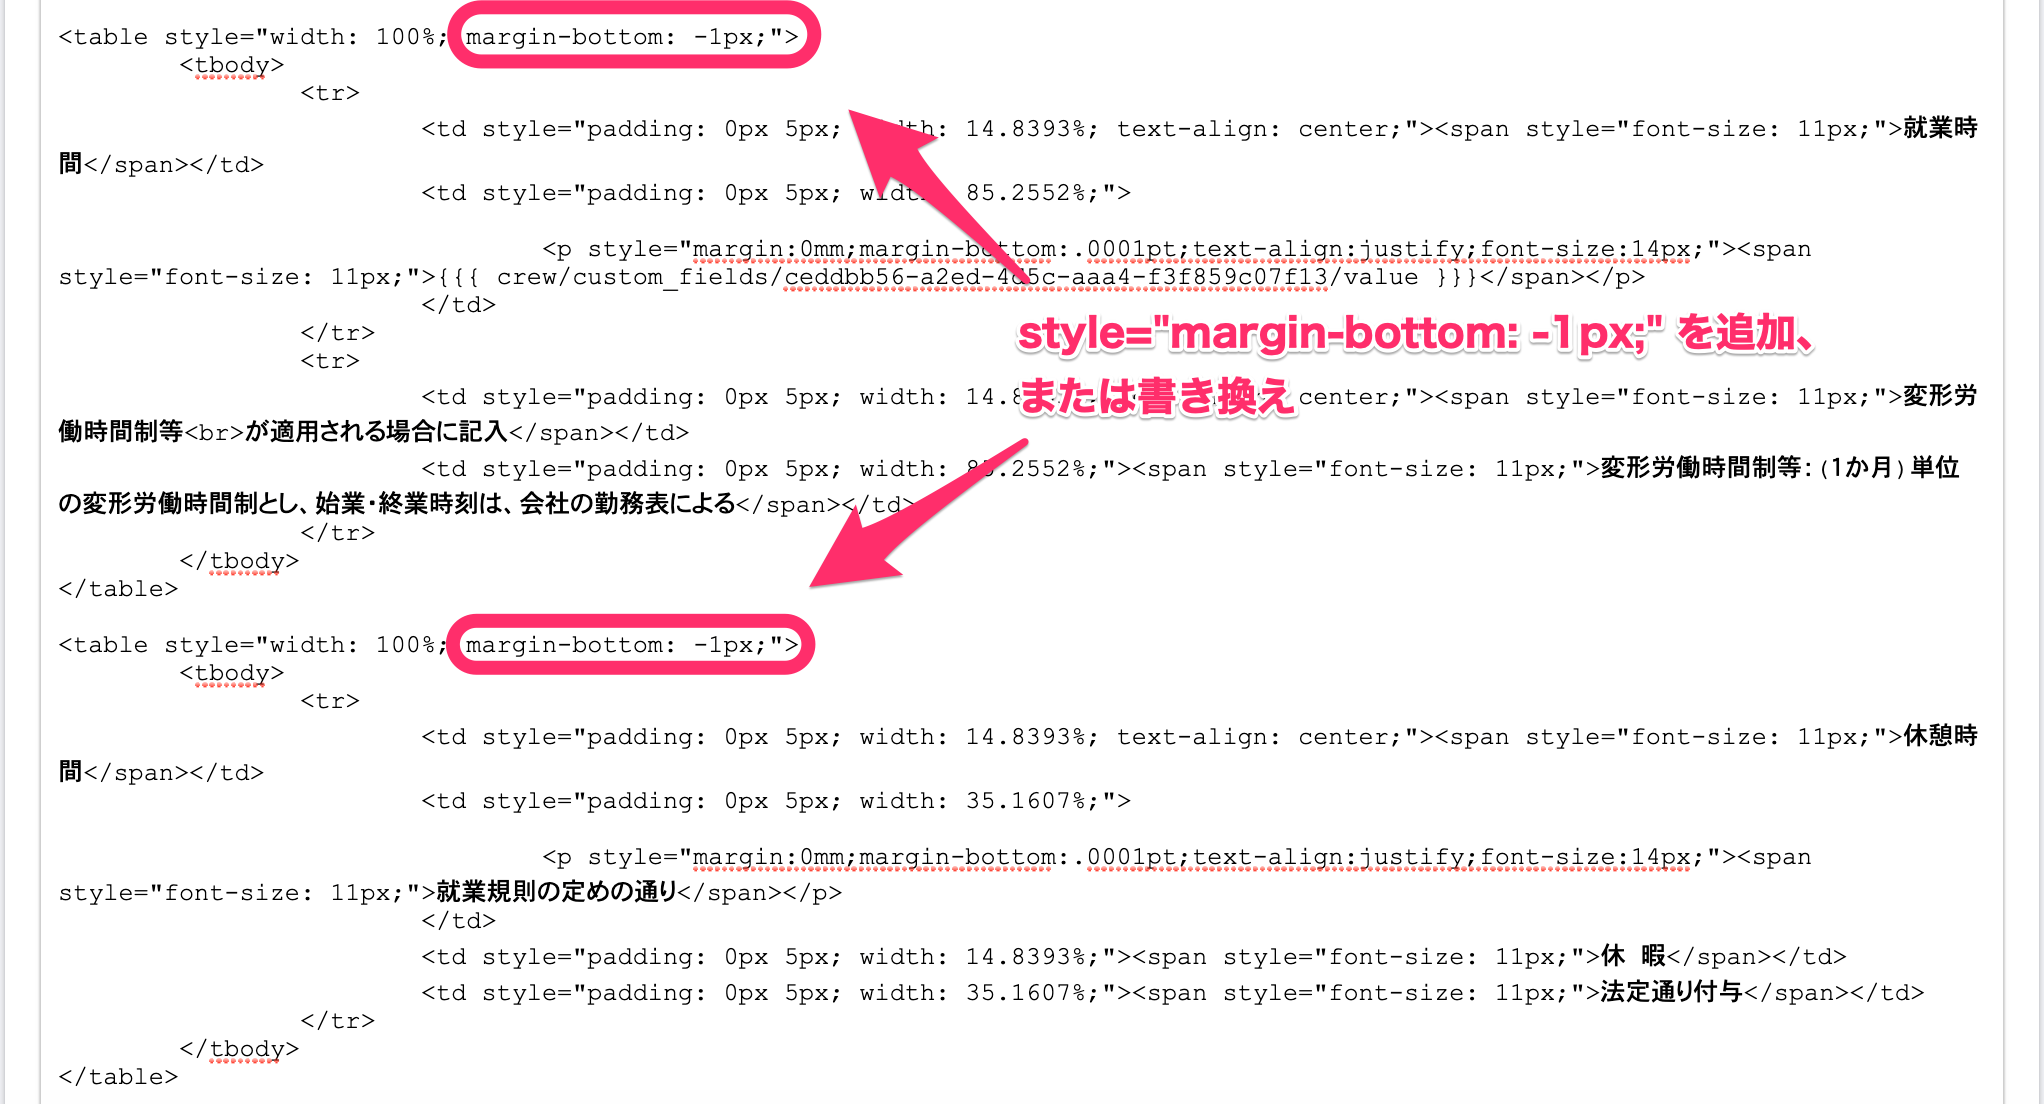 <table style="width: 100%; margin-bottom: -1px;">
<tbody>
<tr>
<td style="padding: 0px 5px; width: 14.8393%; text-align: center;"><span style="font-size: 11px;">就業時
間</span></td>
<td style="padding: 0px 5px; width: 85.2552%;">
<p style="margin:0mm;margin-bottom:.0001pt;text-align:justify;font-size:14px;"><span
style="font-size: 11px;">{{{ crew/custom_fields/ceddbb56-a2ed-4d5c-aaa4-f3f859c07f13/value }}}</span></p>
</td>
</tr>
<tr>
style="margin-bottom: -1px;" を追加、
または書き換え
<td style="padding: 0px 5px; width: 14.8 center;"><span style="font-size: 11px;">変形労
働時間制等<br>が適用される場合に記入</span></td>
<td style="padding: 0px 5px; width: 85.2552%;"><span style="font-size: 11px;">変形労働時間制等：(1か月)単位
の変形労働時間制とし、始業・終業時刻は、会社の勤務表による</span></td>
</tr>
</tbody>
</table>
<table style="width: 100%; margin-bottom: -1px;">
<tbody>
<tr>
<td style="padding: 0px 5px; width: 14.8393%; text-align: center;"><span style="font-size: 11px;">休憩時
間</span></td>
<td style="padding: 0px 5px; width: 35.1607%;">
<p style="margin:0mm;margin-bottom:.0001pt;text-align:justify;font-size:14px;"><span
style="font-size: 11px;">就業規則の定めの通り</span></p>
</td>
<td style="padding: 0px 5px; width: 14.8393%;"><span style="font-size: 11px;">休　暇</span></td>
<td style="padding: 0px 5px; width: 35.1607%;"><span style="font-size: 11px;">法定通り付与</span></td>
</tr>
</tbody>
</table>